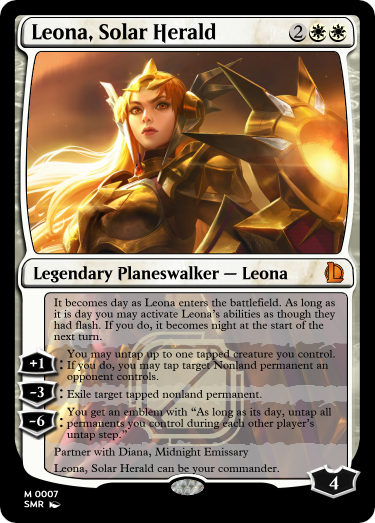 Leona, Solar Herald 2
Legendary Planeswalker — Leona
It becomes day as Leona enters the battlefield. As long as
it is day you may activate Leona's abilities as though they
had flash. If you do, it becomes night at the start of the
next turn.
+1: You may untap up to one tapped creature you control.
If you do, you may tap target Nonland permanent an
opponent controls.
-3: Exile target tapped nonland permanent.
-6: You get an emblem with “As long as its day, untap all
permanents you control during each other player's
untap step.”
Partner with Diana, Midnight Emissary
Leona, Solar Herald can be your commander.
4
M 0007
SMR